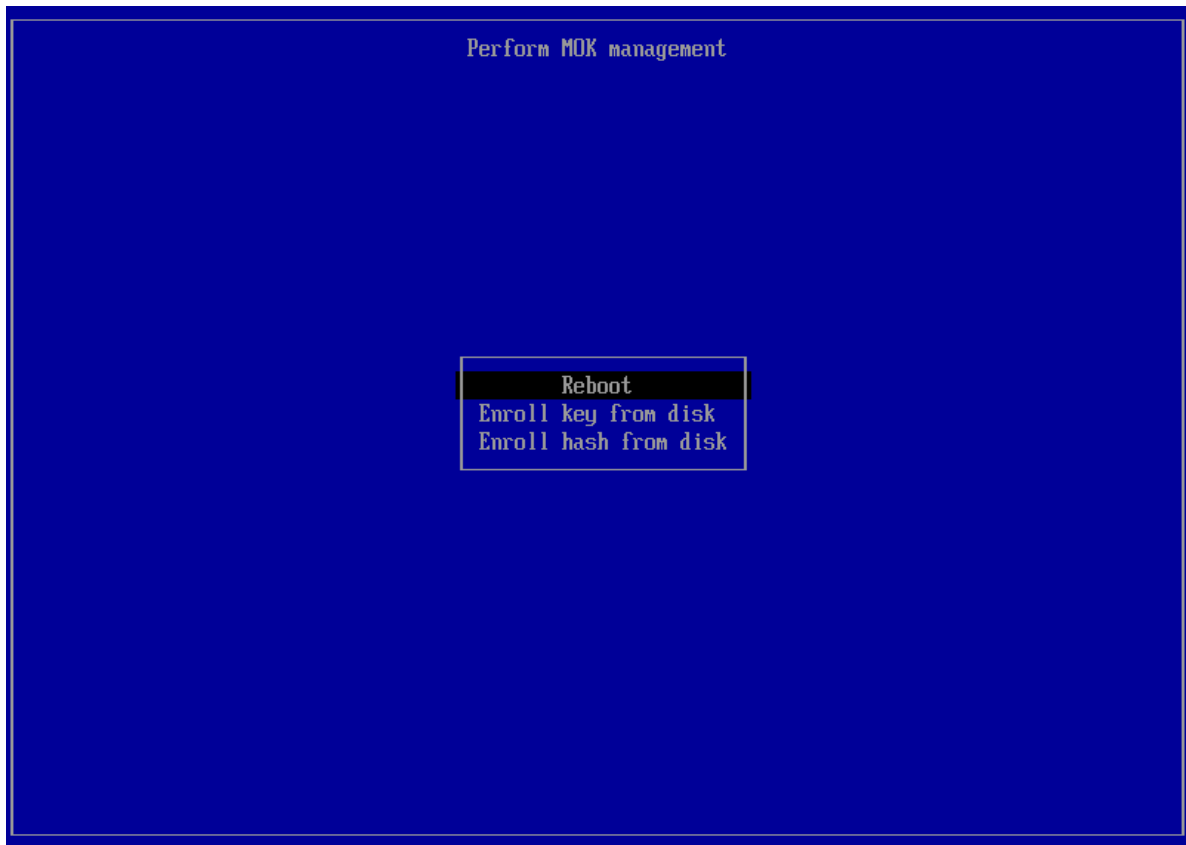 Perform MOK management
Reboot
Enroll key from disk
Enroll hash from disk